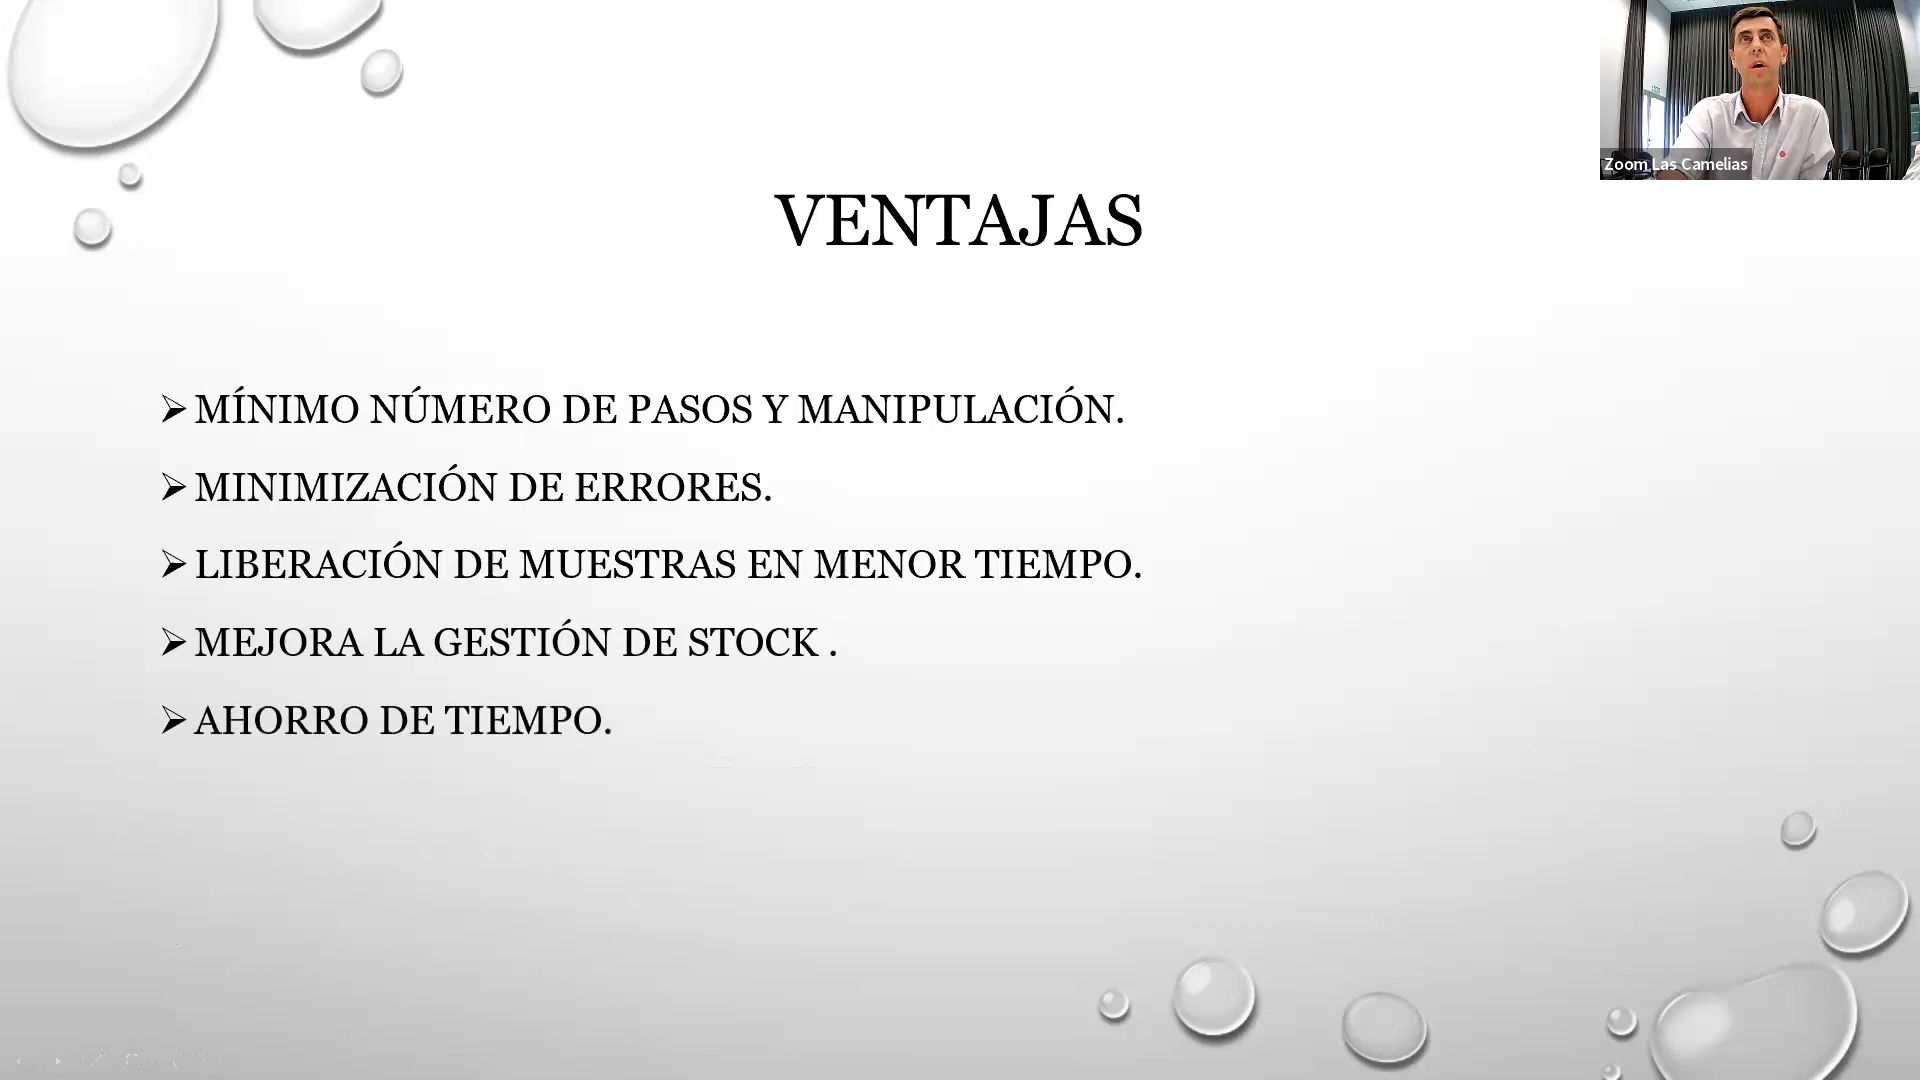 Zoom Las Camelias
VENTAJAS
➢ MÍNIMO NÚMERO DE PASOS Y MANIPULACIÓN.
➢ MINIMIZACIÓN DE ERRORES.
➢ LIBERACIÓN DE MUESTRAS EN MENOR TIEMPO.
➢ MEJORA LA GESTIÓN DE STOCK .
➢ AHORRO DE TIEMPO.